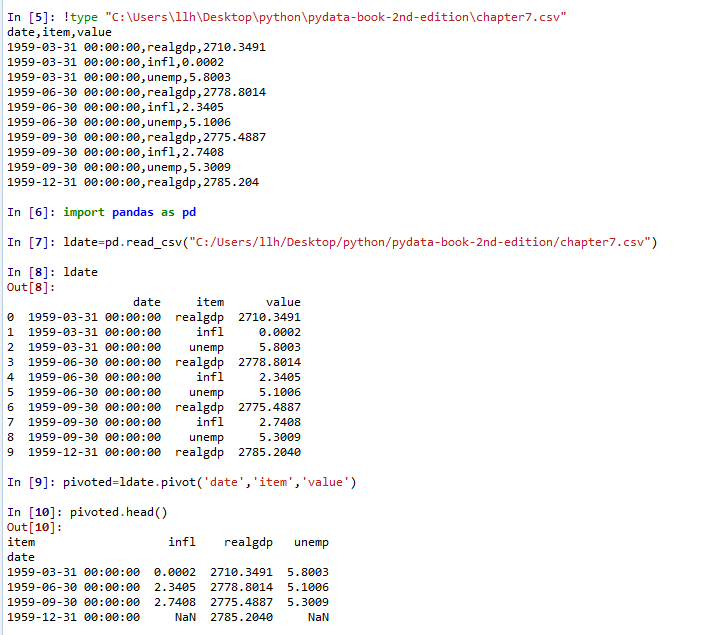 In [5]: !type "C:\Users\llh\Desktop\python\pydata-book-2nd-edition\chapter7.csv"
date,item,value
1959-03-31 00:00:00,realgdp,2710.3491
1959-03-31 00:00:00,infl,0.0002
1959-03-31 00:00:00,unemp,5.8003
1959-06-30 00:00:00,realgdp,2778.8014
1959-06-30 00:00:00,infl,2.3405
1959-06-30 00:00:00,unemp,5.1006
1959-09-30 00:00:00,realgdp,2775.4887
1959-09-30 00:00:00,infl,2.7408
1959-09-30 00:00:00,unemp,5.3009
1959-12-31 00:00:00,realgdp,2785.204
In [6]: import pandas as pd
In [7]: ldate=pd.read_csv("C:/Users/llh/Desktop/python/pydata-book-2nd-edition/chapter7.csv")
In [8]: ldate
Out[8]:
date item value
0 1959-03-31 00:00:00 realgdp 2710.3491
1 1959-03-31 00:00:00 infl 0.0002
2 1959-03-31 00:00:00 unemp 5.8003
3 1959-06-30 00:00:00 realgdp 2778.8014
4 1959-06-30 00:00:00 infl 2.3405
5 1959-06-30 00:00:00 unemp 5.1006
6 1959-09-30 00:00:00 realgdp 2775.4887
7 1959-09-30 00:00:00 infl 2.7408
8 1959-09-30 00:00:00 unemp 5.3009
9 1959-12-31 00:00:00 realgdp 2785.2040
In [9]: pivoted=ldate.pivot('date','item','value')
In [10]: pivoted.head()
Out[10]:
item infl realgdp unemp
date
1959-03-31 00:00:00 0.0002 2710.3491 5.8003
1959-06-30 00:00:00 2.3405 2778.8014 5.1006
1959-09-30 00:00:00 2.7408 2775.4887 5.3009
1959-12-31 00:00:00 NaN 2785.2040 NaN